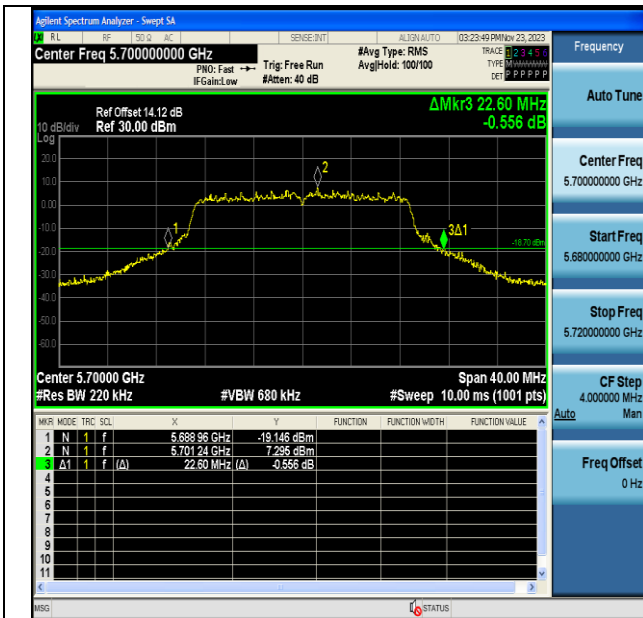 Agilent Spectrum Analyzer - Swept SA
RL RF 50 Ω AC SENSE:INT ALIGN AUTO 03:23:49 PM Nov 23, 2023
Center Freq 5.700000000 GHz
PNO: Fast
IFGain:Low
Trig: Free Run
#Atten: 40 dB
#Avg Type: RMS
Avg|Hold: 100/100
TRACE 1 2 3 4 5 6
TYPE MWWWWW
DET P P P P P P
Ref Offset 14.12 dB
10 dB/div Ref 30.00 dBm
Log
ΔMkr3 22.60 MHz
-0.556 dB
20.0
10.0
0.00
-10.0
-20.0
-30.0
-40.0
-50.0
-60.0
1
2
3Δ1
-18.70 dBm
Center 5.70000 GHz Span 40.00 MHz
#Res BW 220 kHz #VBW 680 kHz #Sweep 10.00 ms (1001 pts)
MKR MODE TRC SCL X Y FUNCTION FUNCTION WIDTH FUNCTION VALUE
1 N 1 f 5.688 96 GHz -19.146 dBm
2 N 1 f 5.701 24 GHz 7.295 dBm
3 Δ1 1 f (Δ) 22.60 MHz (Δ) -0.556 dB
4
5
6
7
8
9
10
11
MSG STATUS
Frequency
Auto Tune
Center Freq
5.700000000 GHz
Start Freq
5.680000000 GHz
Stop Freq
5.720000000 GHz
CF Step
4.000000 MHz
Auto Man
Freq Offset
0 Hz